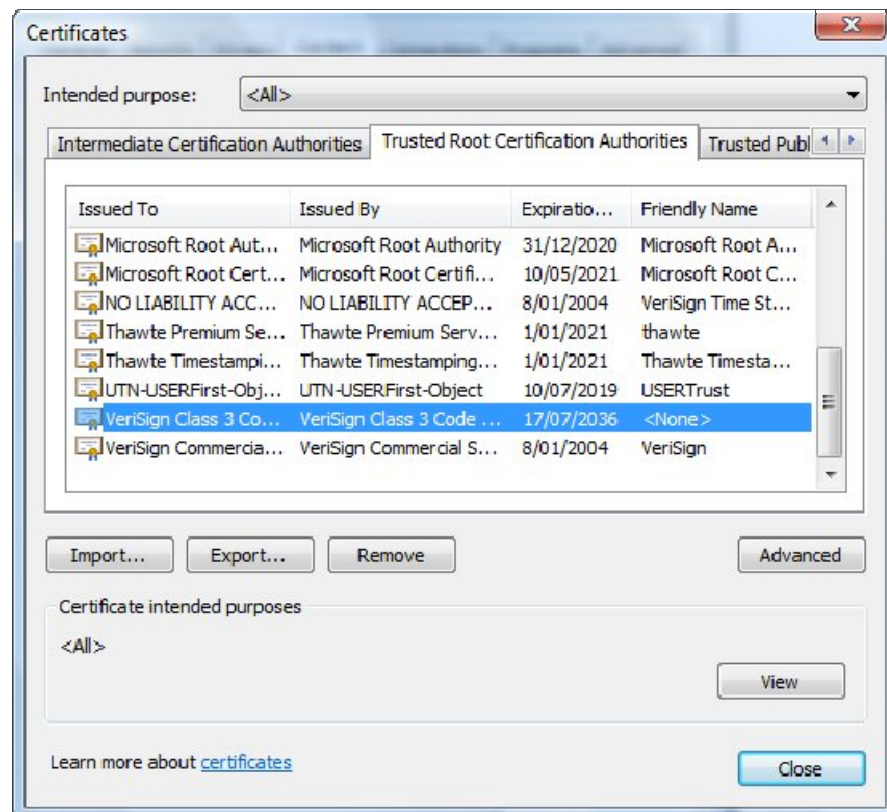 Certificates
Intended purpose: <All>
Intermediate Certification Authorities Trusted Root Certification Authorities Trusted Publ
Issued To Issued By Expiratio... Friendly Name
Microsoft Root Aut... Microsoft Root Authority 31/12/2020 Microsoft Root A...
Microsoft Root Cert... Microsoft Root Certifi... 10/05/2021 Microsoft Root C...
NO LIABILITY ACC... NO LIABILITY ACCEP... 8/01/2004 VeriSign Time St...
Thawte Premium Se... Thawte Premium Serv... 1/01/2021 thawte
Thawte Timestampi... Thawte Timestamping... 1/01/2021 Thawte Timesta...
UTN-USERFirst-Obj... UTN-USERFirst-Object 10/07/2019 USERTrust
VeriSign Class 3 Co... VeriSign Class 3 Code ... 17/07/2036 <None>
VeriSign Commercia... VeriSign Commercial S... 8/01/2004 VeriSign
Import... Export... Remove Advanced
Certificate intended purposes
<All>
View
Learn more about certificates
Close